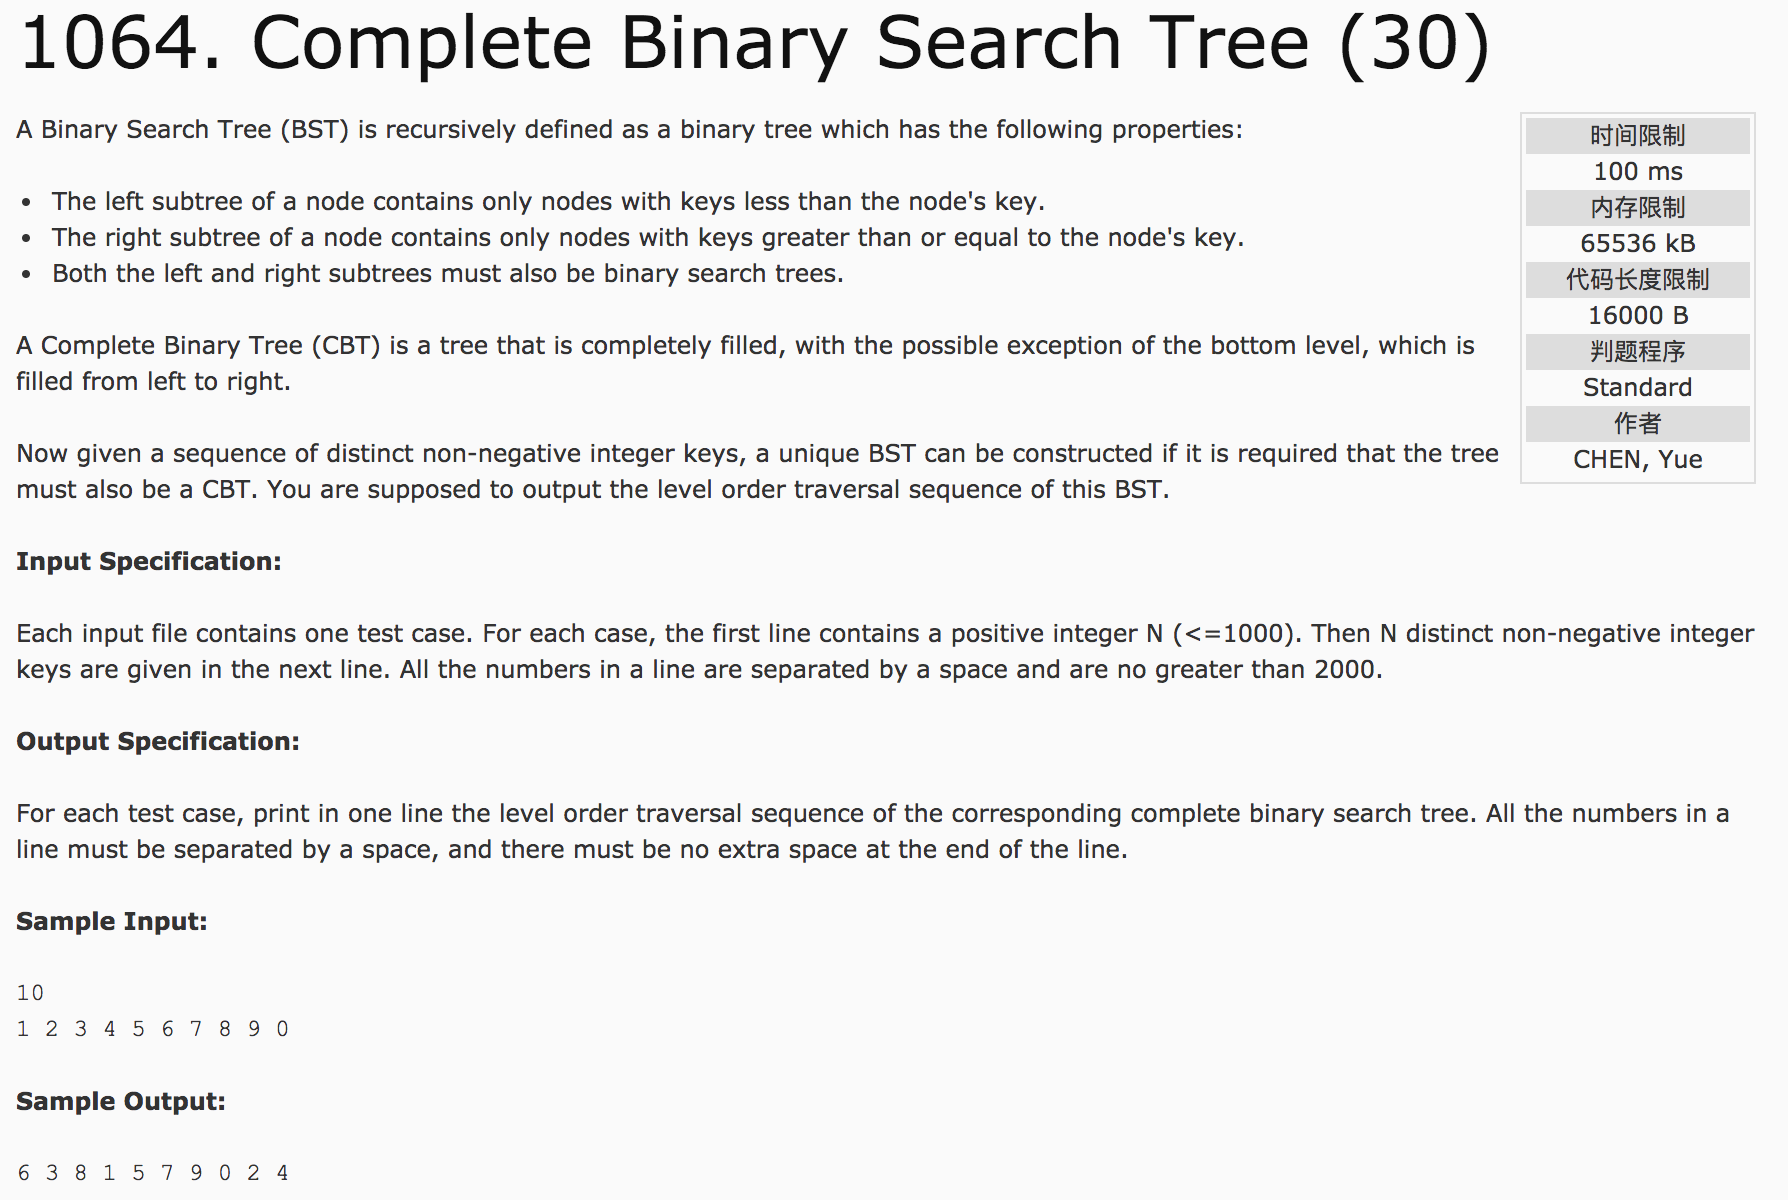 1064. Complete Binary Search Tree (30)
时间限制
100 ms
内存限制
65536 kB
代码长度限制
16000 B
判题程序
Standard
作者
CHEN, Yue
A Binary Search Tree (BST) is recursively defined as a binary tree which has the following properties:
• The left subtree of a node contains only nodes with keys less than the node's key.
• The right subtree of a node contains only nodes with keys greater than or equal to the node's key.
• Both the left and right subtrees must also be binary search trees.
A Complete Binary Tree (CBT) is a tree that is completely filled, with the possible exception of the bottom level, which is
filled from left to right.
Now given a sequence of distinct non-negative integer keys, a unique BST can be constructed if it is required that the tree
must also be a CBT. You are supposed to output the level order traversal sequence of this BST.
Input Specification:
Each input file contains one test case. For each case, the first line contains a positive integer N (<=1000). Then N distinct non-negative integer
keys are given in the next line. All the numbers in a line are separated by a space and are no greater than 2000.
Output Specification:
For each test case, print in one line the level order traversal sequence of the corresponding complete binary search tree. All the numbers in a
line must be separated by a space, and there must be no extra space at the end of the line.
Sample Input:
10
1 2 3 4 5 6 7 8 9 0
Sample Output:
6 3 8 1 5 7 9 0 2 4